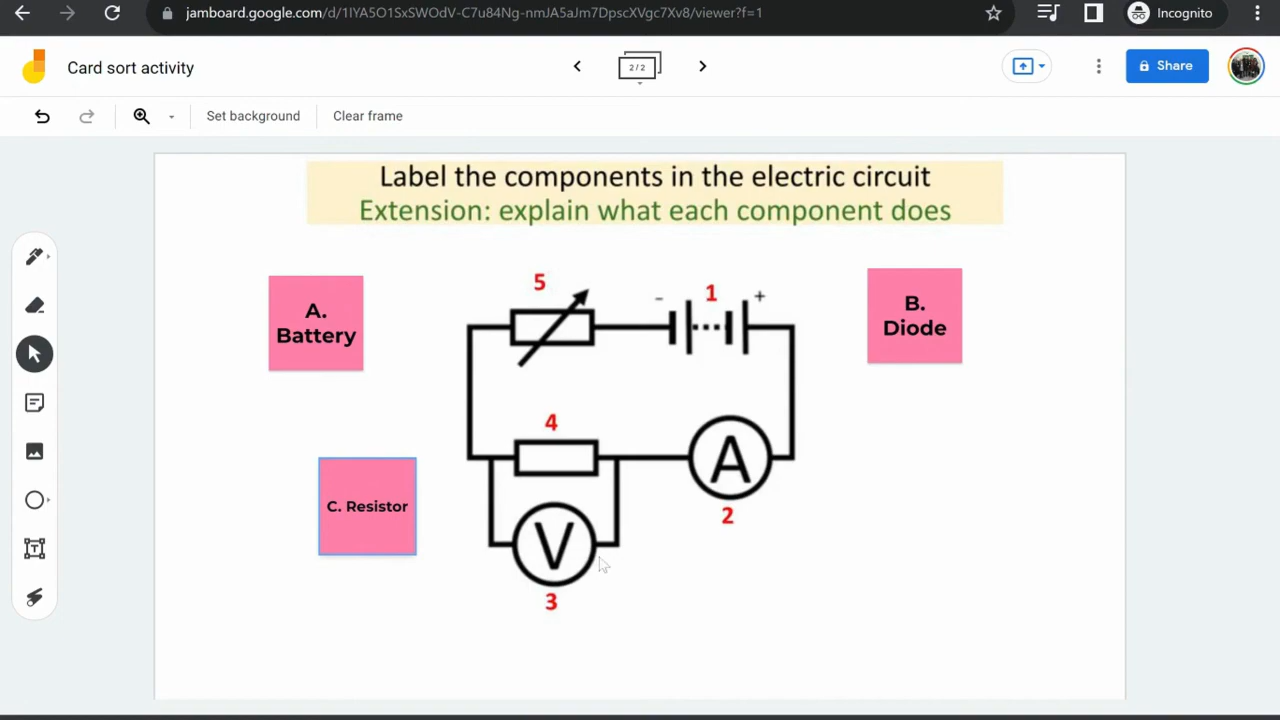 jamboard.google.com/d/1IYA5O1SxSWOdV-C7u84Ng-nmJA5aJm7DpscXVgc7Xv8/viewer?f=1
Incognito
Card sort activity
2/2
Share
Set background
Clear frame
Label the components in the electric circuit
Extension: explain what each component does
A.
Battery
5
-
1
+
B.
Diode
4
A
2
C. Resistor
V
3